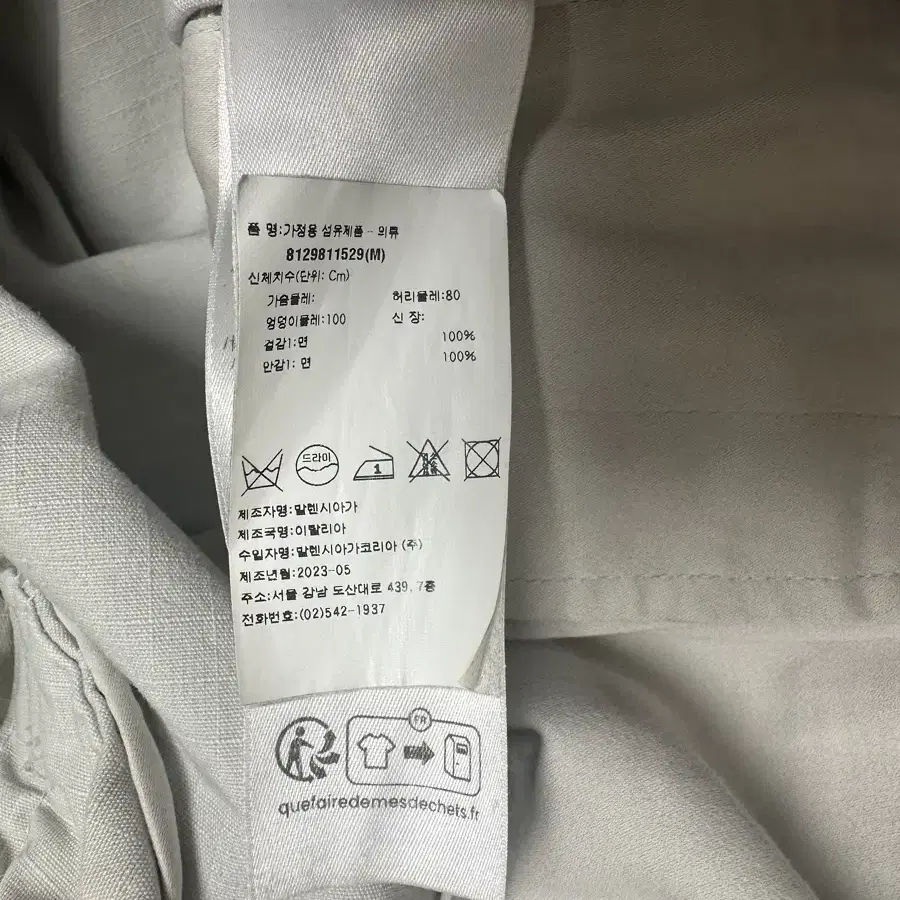 품 명:가정용 섬유제품 - 의류
8129811529(M)
신체치수(단위: Cm)
가슴둘레: 허리둘레:80
엉덩이둘레:100 신 장:
겉감1:면 100%
안감1: 면 100%
드라이 1
제조자명:발렌시아가
제조국명:이탈리아
수입자명:발렌시아가코리아 (주)
제조년월:2023-05
주소:서울 강남 도산대로 439, 7층
전화번호:(02)542-1937
FR
quefairedemesdechets.fr